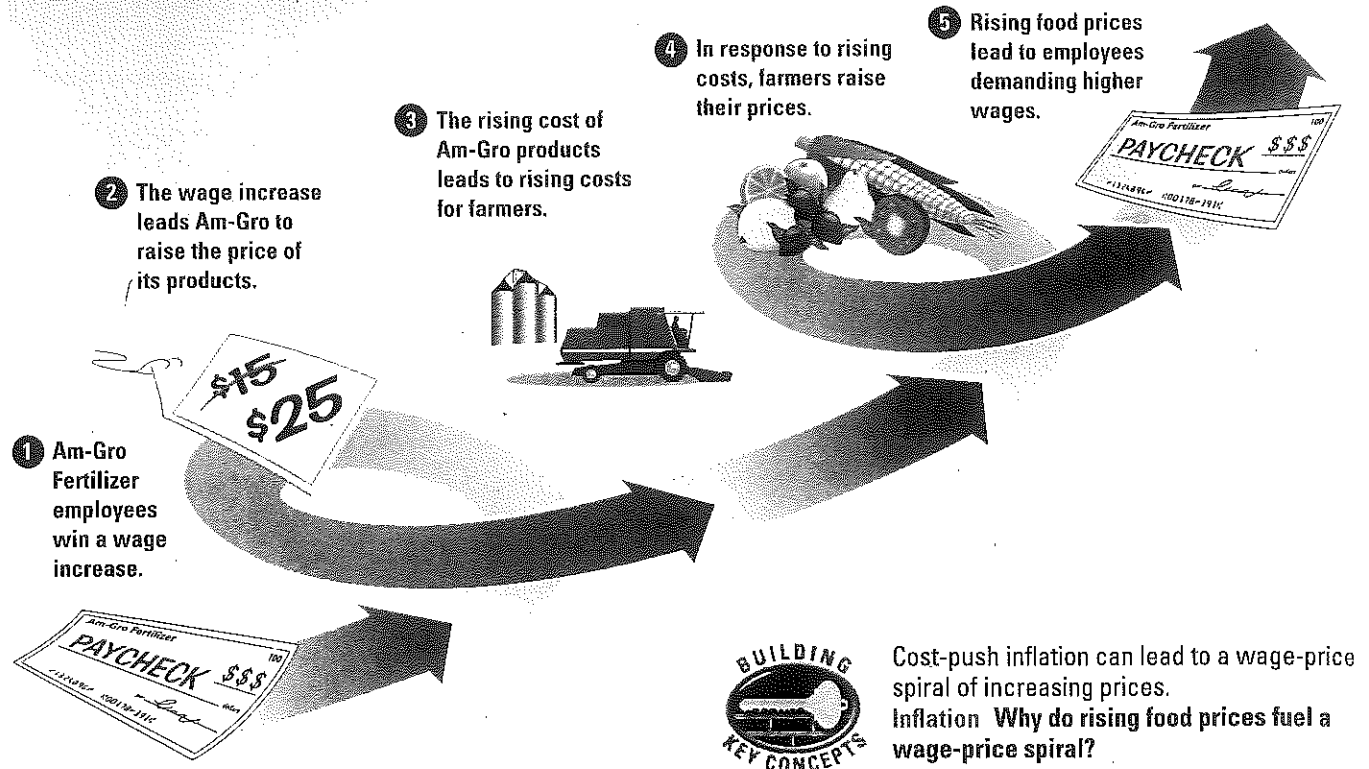 1 Am-Gro
Fertilizer
employees
win a wage
increase.
Am-Gro Fertilizer
100
PAYCHECK $$$
2 The wage increase
leads Am-Gro to
raise the price of
its products.
$15
$25
3 The rising cost of
Am-Gro products
leads to rising costs
for farmers.
4 In response to rising
costs, farmers raise
their prices.
5 Rising food prices
lead to employees
demanding higher
wages.
Am-Gro Fertilizer
100
PAYCHECK $$$
BUILDING
KEY CONCEPTS
Cost-push inflation can lead to a wage-price
spiral of increasing prices.
Inflation Why do rising food prices fuel a
wage-price spiral?